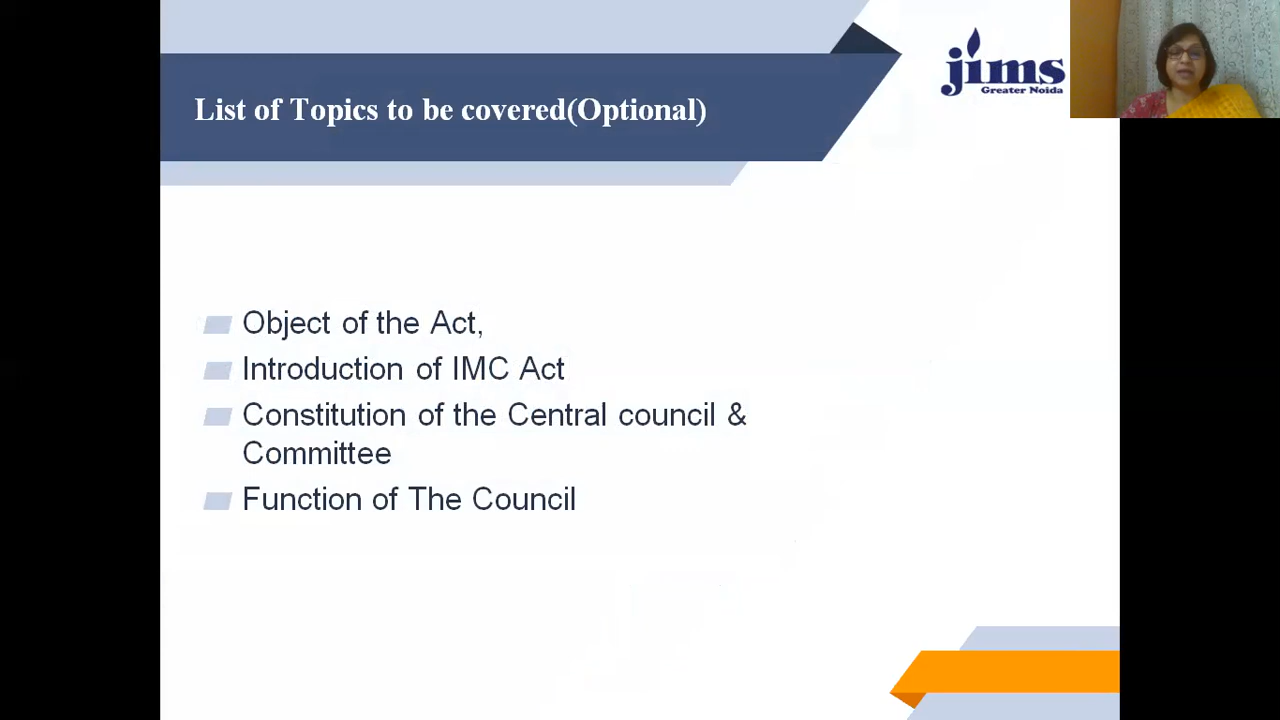 List of Topics to be covered(Optional)
jims
Greater Noida
Object of the Act,
Introduction of IMC Act
Constitution of the Central council &
Committee
Function of The Council